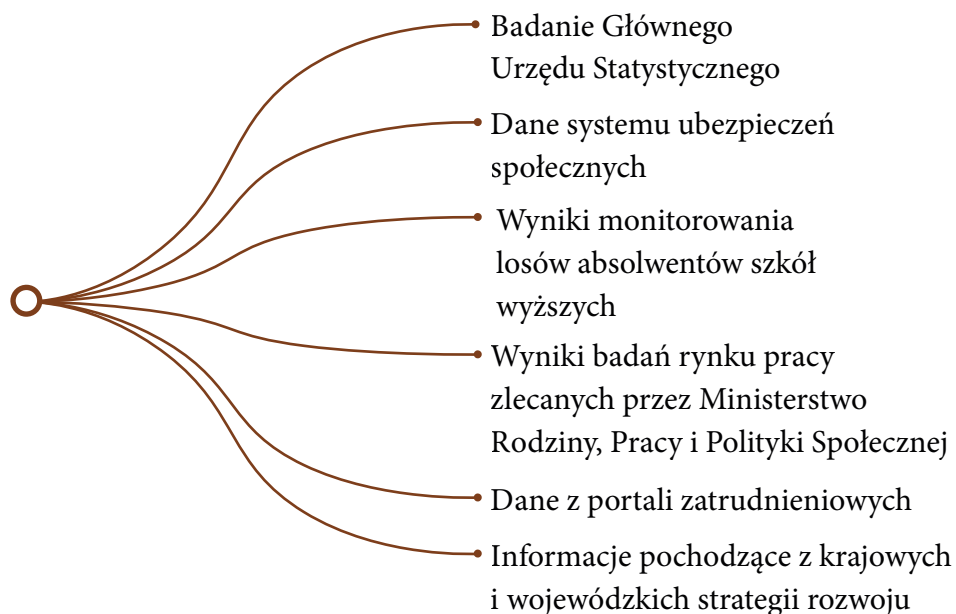 Badanie Głównego
Urzędu Statystycznego
Dane systemu ubezpieczeń
społecznych
Wyniki monitorowania
losów absolwentów szkół
wyższych
Wyniki badań rynku pracy
zlecanych przez Ministerstwo
Rodziny, Pracy i Polityki Społecznej
Dane z portali zatrudnieniowych
Informacje pochodzące z krajowych
i wojewódzkich strategii rozwoju